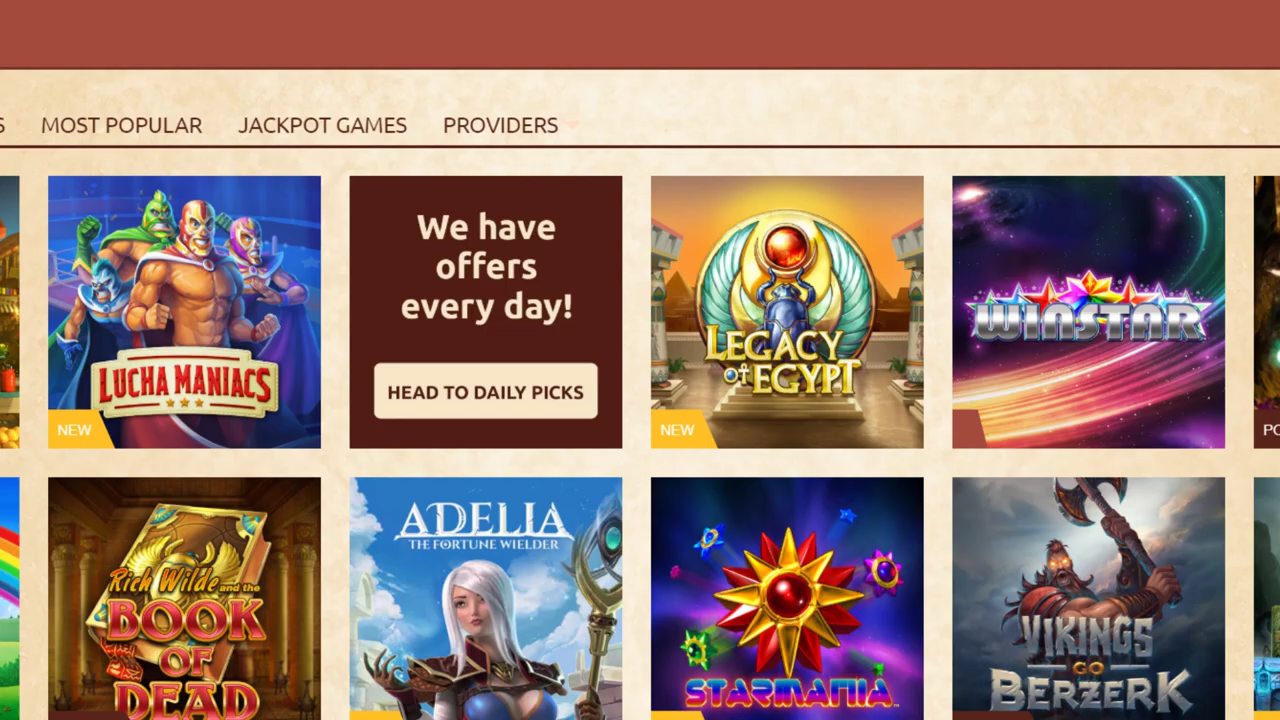 S
MOST POPULAR
JACKPOT GAMES
PROVIDERS
LUCHA MANIACS
NEW
We have
offers
every day!
HEAD TO DAILY PICKS
LEGACY
OF EGYPT
NEW
WINSTAR
PO
Rich Wilde and the
BOOK
OF
DEAD
ADELIA
THE FORTUNE WIELDER
STARMANIA
VIKINGS
GO
BERZERK